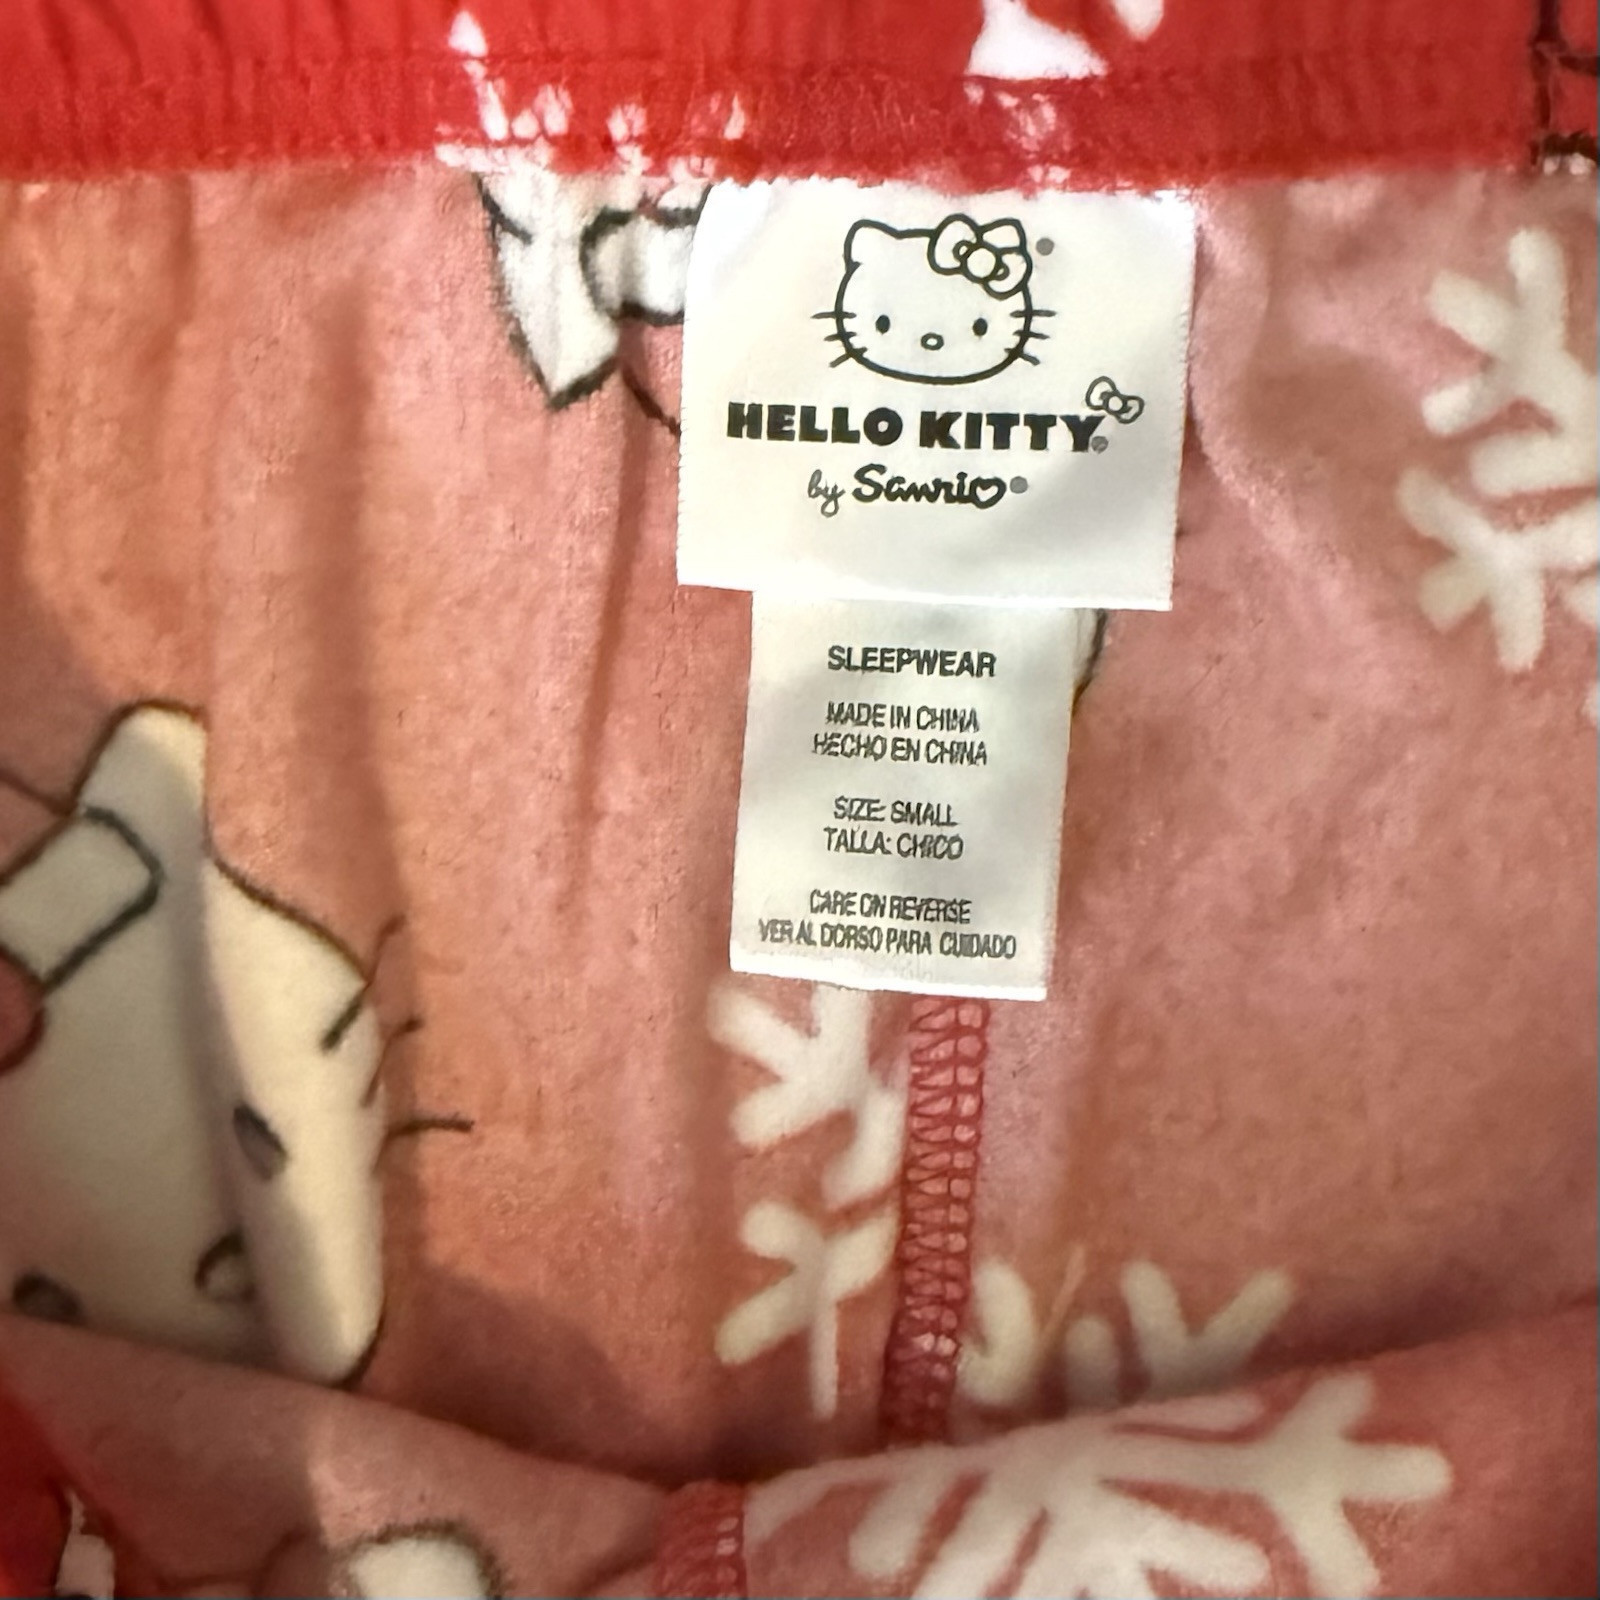 HELLO KITTY®
by Sanrio®
SLEEPWEAR
MADE IN CHINA
HECHO EN CHINA
SIZE: SMALL
TALLA: CHICO
CARE ON REVERSE
VER AL DORSO PARA CUIDADO